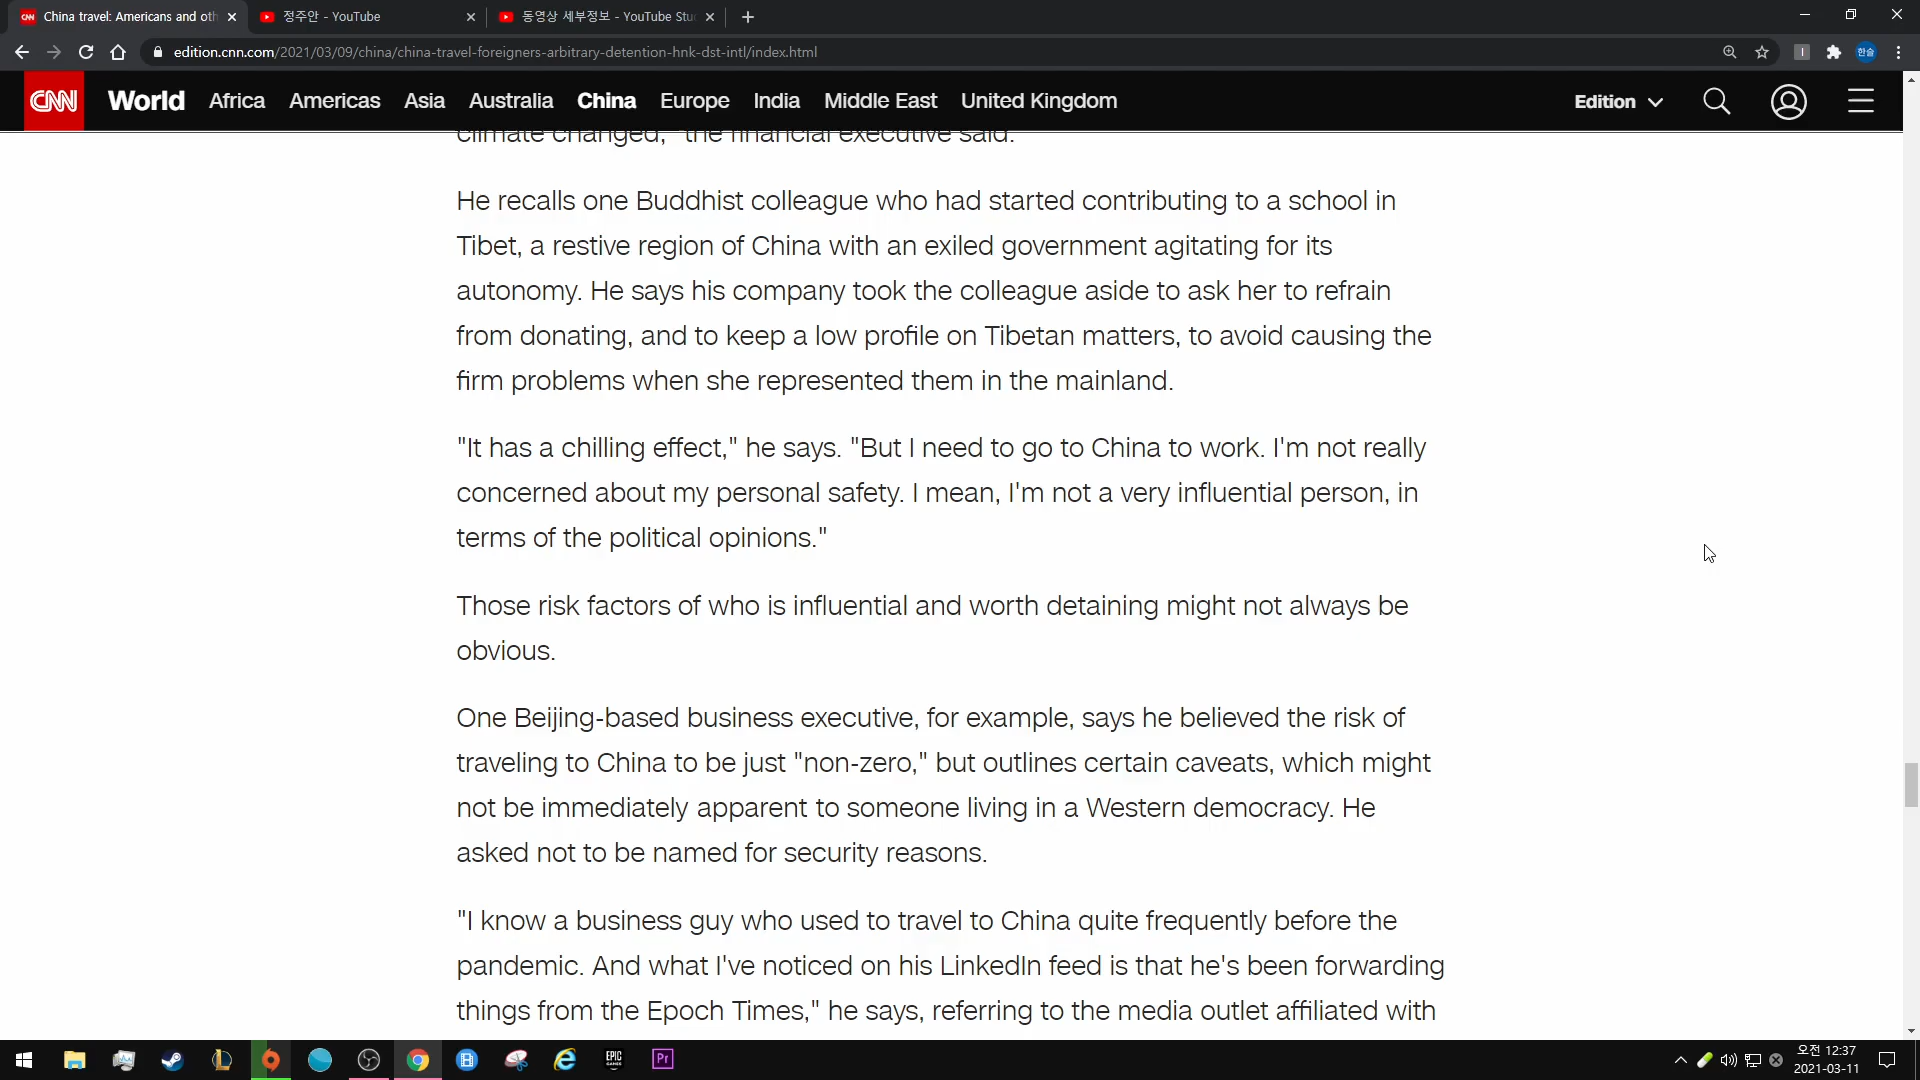 China travel: Americans and oth
정주안 - YouTube
동영상 세부정보 - YouTube Stu
edition.cnn.com/2021/03/09/china/china-travel-foreigners-arbitrary-detention-hnk-dst-intl/index.html
한슬
CNN World Africa Americas Asia Australia China Europe India Middle East United Kingdom Edition
climate changed," the financial executive said.
He recalls one Buddhist colleague who had started contributing to a school in
Tibet, a restive region of China with an exiled government agitating for its
autonomy. He says his company took the colleague aside to ask her to refrain
from donating, and to keep a low profile on Tibetan matters, to avoid causing the
firm problems when she represented them in the mainland.
"It has a chilling effect," he says. "But I need to go to China to work. I'm not really
concerned about my personal safety. I mean, I'm not a very influential person, in
terms of the political opinions."
Those risk factors of who is influential and worth detaining might not always be
obvious.
One Beijing-based business executive, for example, says he believed the risk of
traveling to China to be just "non-zero," but outlines certain caveats, which might
not be immediately apparent to someone living in a Western democracy. He
asked not to be named for security reasons.
"I know a business guy who used to travel to China quite frequently before the
pandemic. And what I've noticed on his LinkedIn feed is that he's been forwarding
things from the Epoch Times," he says, referring to the media outlet affiliated with
EPIC
GAMES
Pr
오전 12:37
2021-03-11